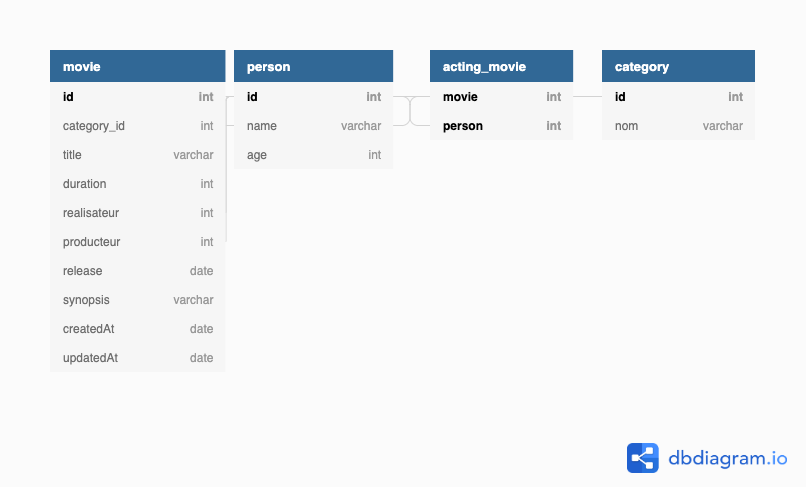 movie
id int
category_id int
title varchar
duration int
realisateur int
producteur int
release date
synopsis varchar
createdAt date
updatedAt date
person
id int
name varchar
age int
acting_movie
movie int
person int
category
id int
nom varchar
dbdiagram.io